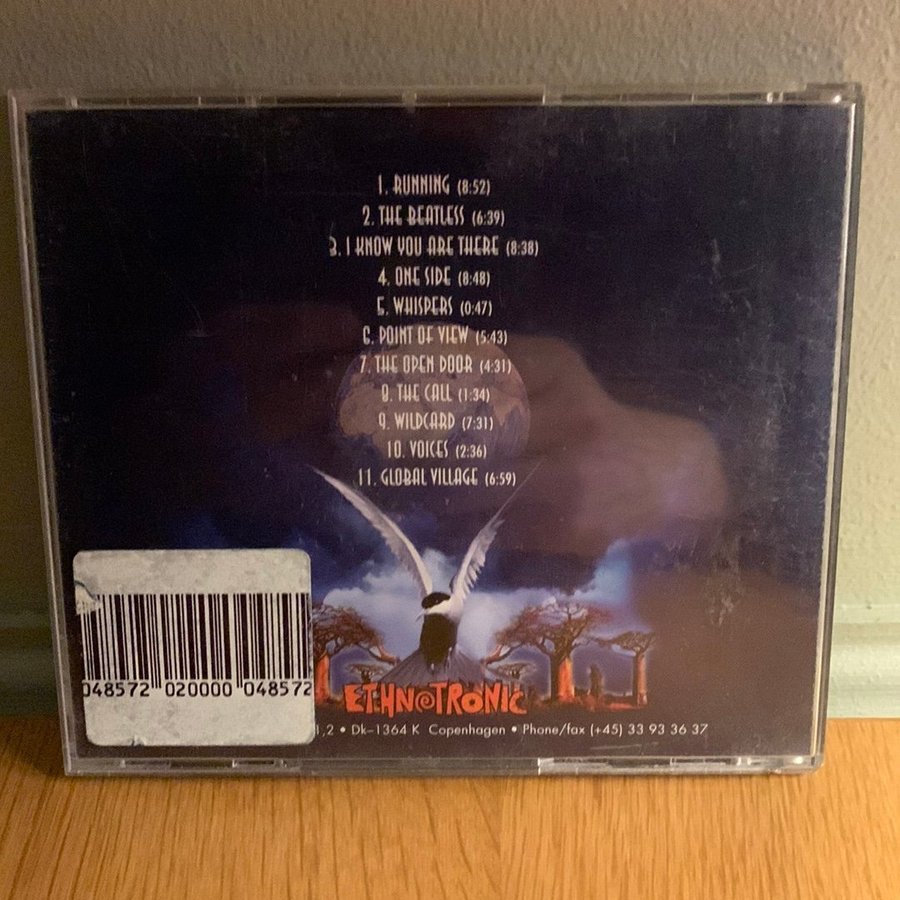 1. RUNNING (8:52)
2. THE BEATLESS (6:39)
3. I KNOW YOU ARE THERE (8:38)
4. ONE SIDE (8:48)
5. WHISPERS (0:47)
6. POINT OF VIEW (5:43)
7. THE OPEN DOOR (4:31)
8. THE CALL (1:34)
9. WILDCARD (7:31)
10. VOICES (2:36)
11. GLOBAL VILLAGE (6:59)
048572 020000 048572
ETHNOTRONIC
1,2 • Dk–1364 K Copenhagen • Phone/fax (+45) 33 93 36 37